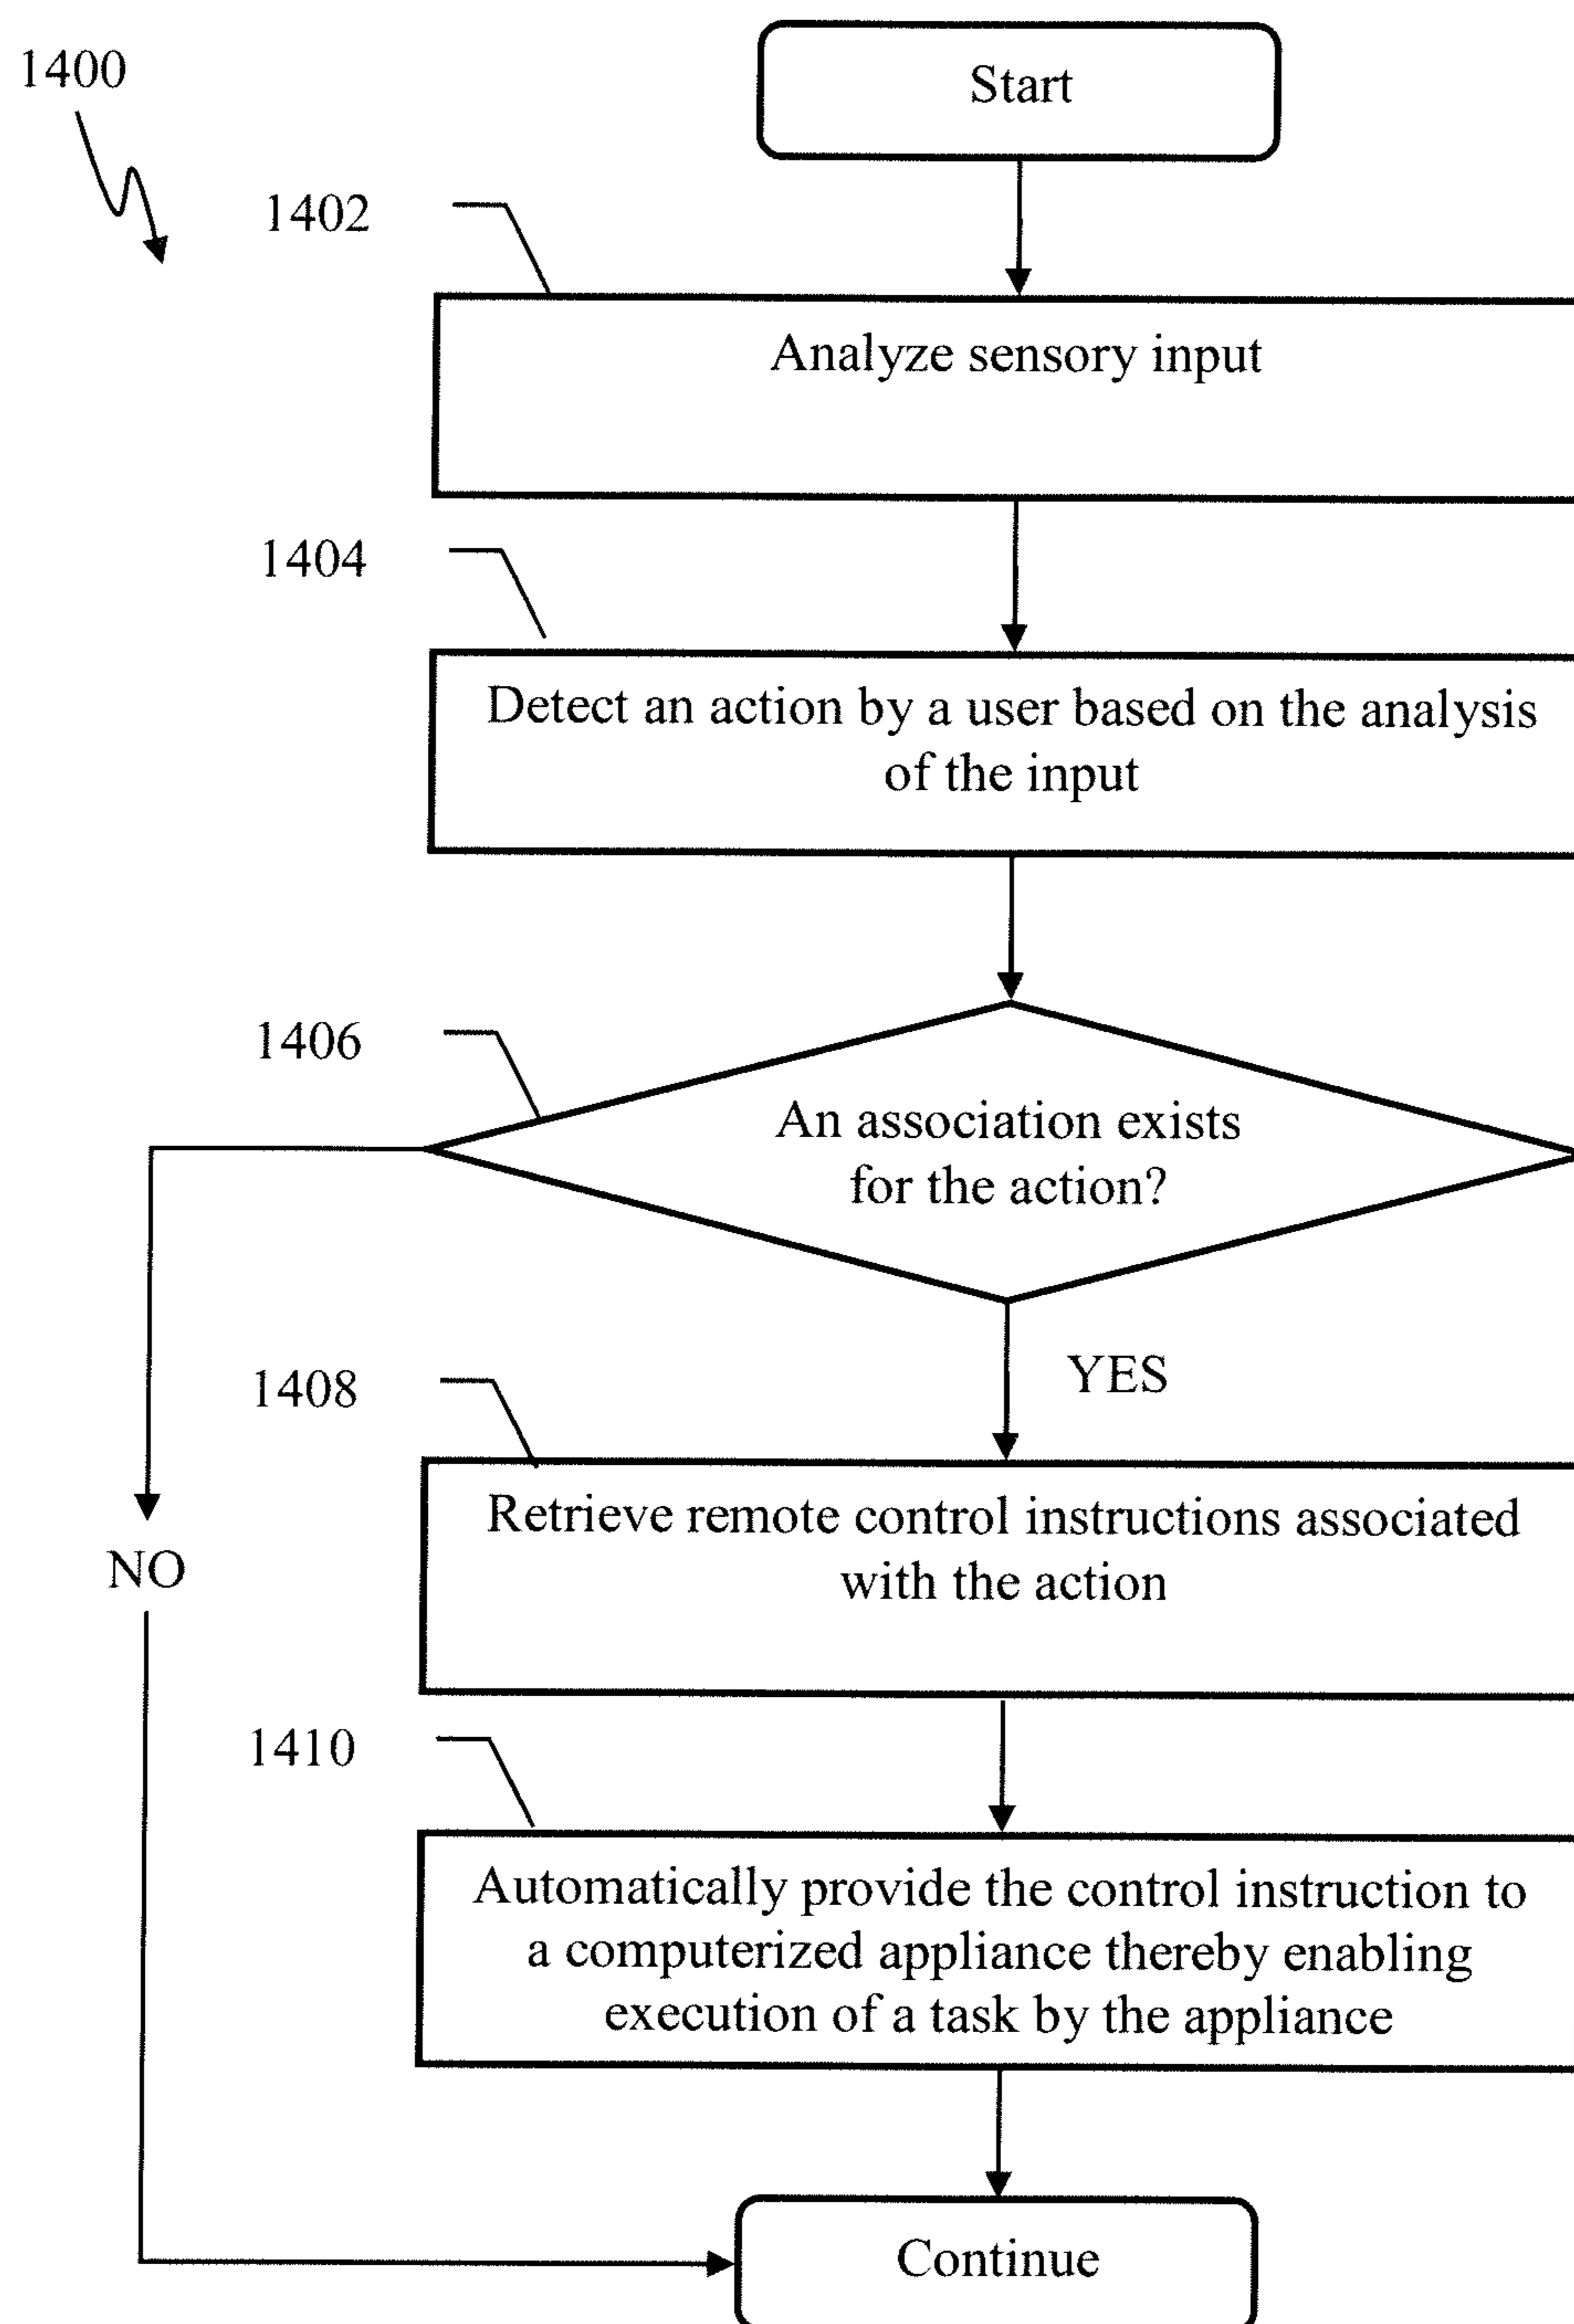 1400
Start
1402
Analyze sensory input
1404
Detect an action by a user based on the analysis
of the input
1406
An association exists
for the action?
YES
1408
NO
Retrieve remote control instructions associated
with the action
1410
Automatically provide the control instruction to
a computerized appliance thereby enabling
execution of a task by the appliance
Continue